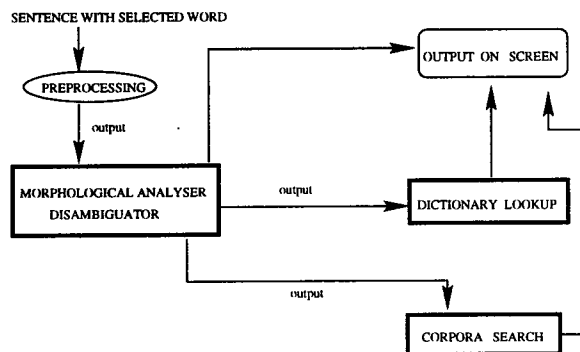 SENTENCE WITH SELECTED WORD
OUTPUT ON SCREEN
PREPROCESSING
output
MORPHOLOGICAL ANALYSER
DISAMBIGUATOR
output
DICTIONARY LOOKUP
output
CORPORA SEARCH